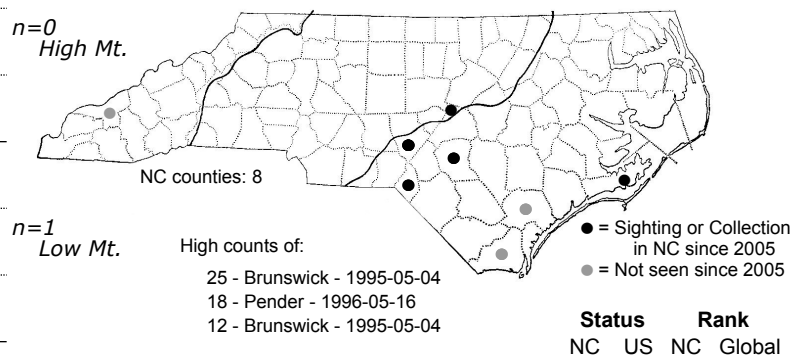 n=0
High Mt.
NC counties: 8
n=1
Low Mt.
High counts of:
25 - Brunswick - 1995-05-04
18 - Pender - 1996-05-16
12 - Brunswick - 1995-05-04
= Sighting or Collection
in NC since 2005
= Not seen since 2005
Status Rank
NC US NC Global